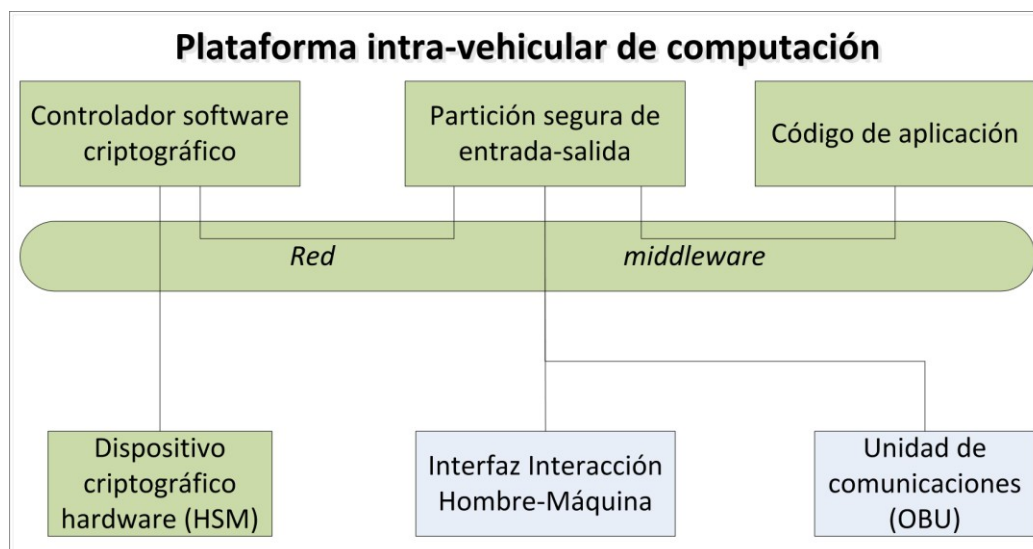 Plataforma intra-vehicular de computación
Controlador software
criptográfico
Partición segura de
entrada-salida
Código de aplicación
Red
middleware
Dispositivo
criptográfico
hardware (HSM)
Interfaz Interacción
Hombre-Máquina
Unidad de
comunicaciones
(OBU)